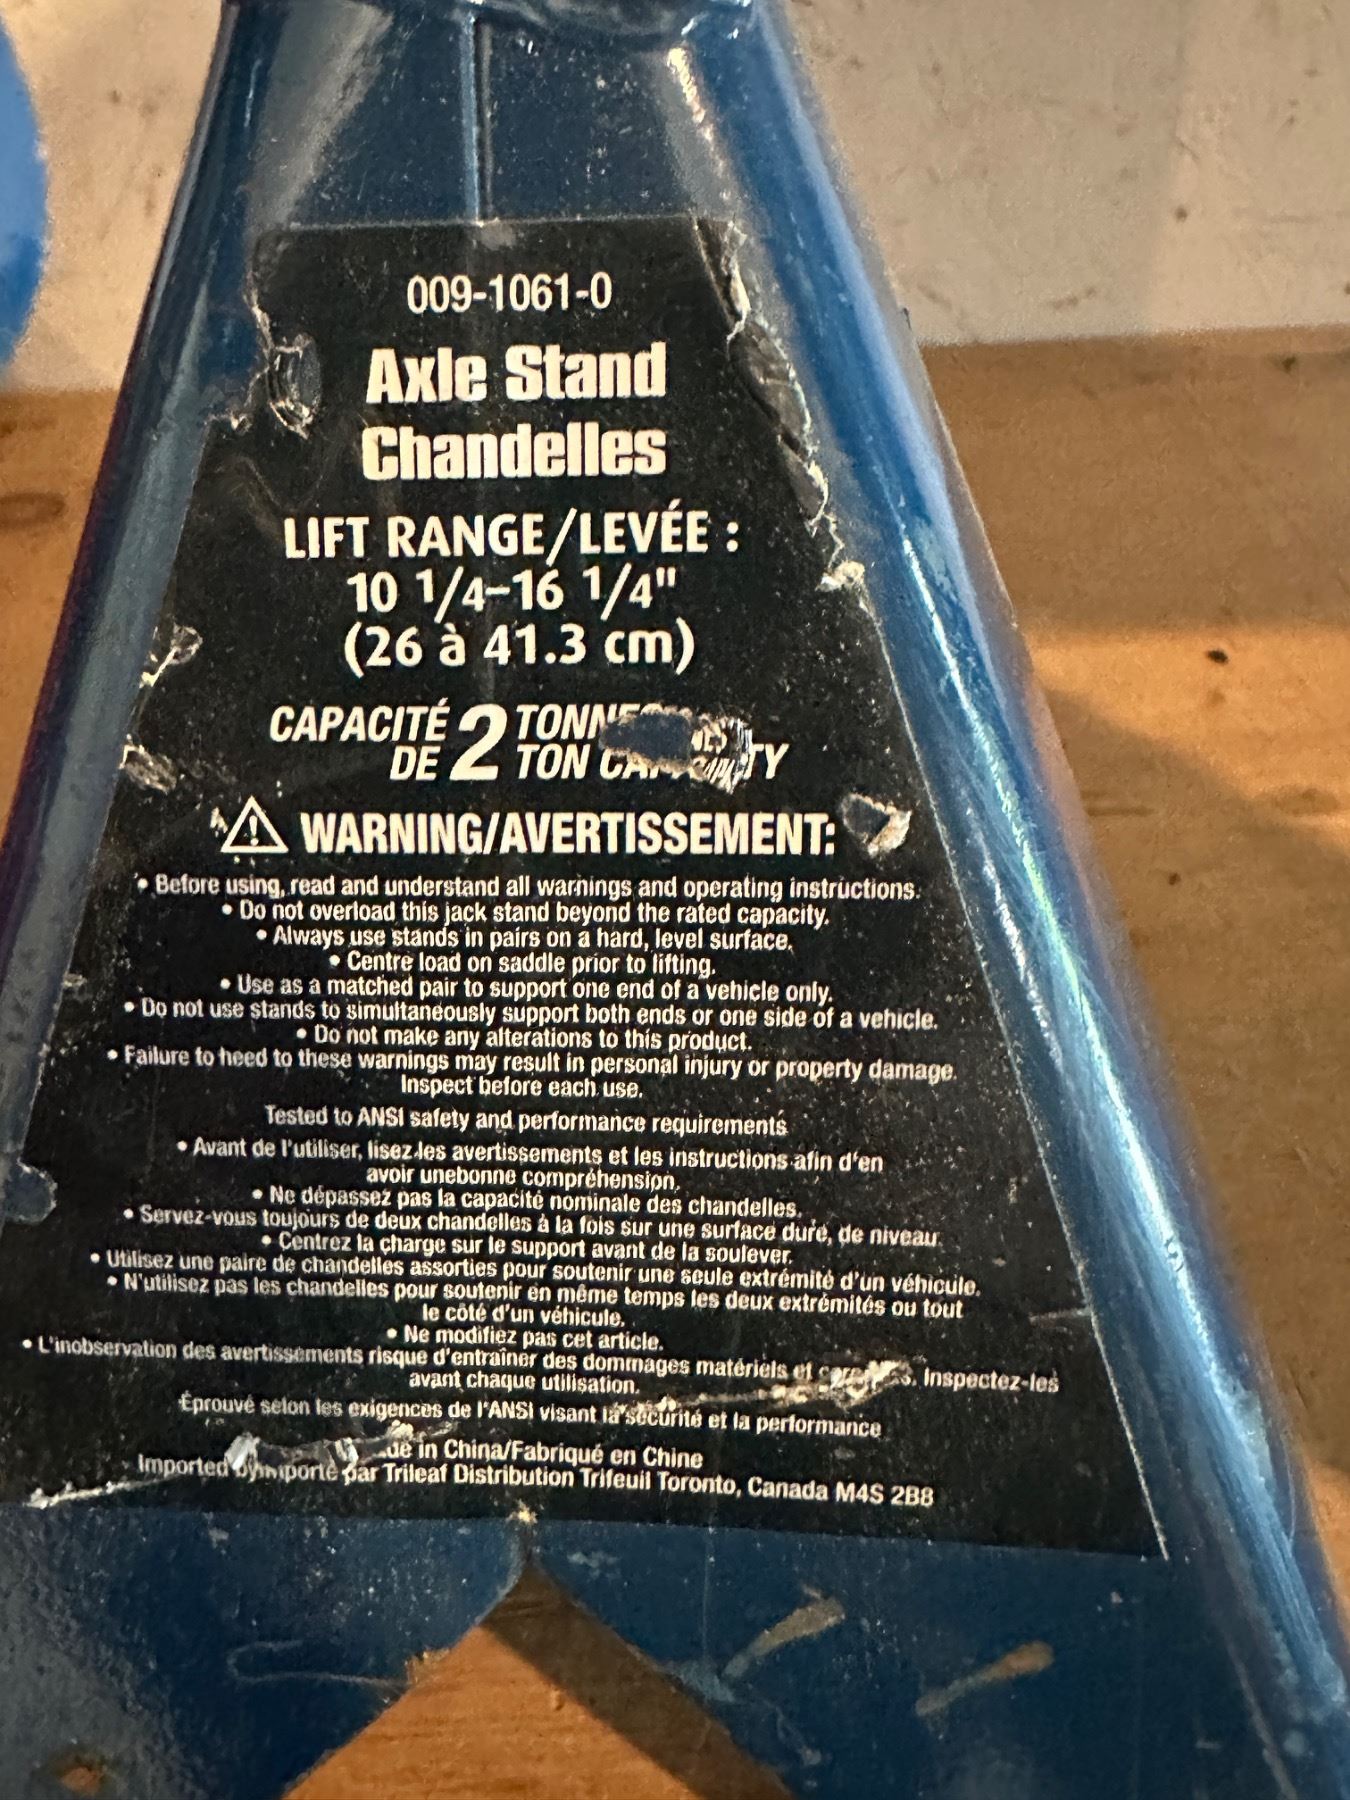 009-1061-0
Axle Stand
Chandelles
LIFT RANGE/LEVÉE :
10 1/4–16 1/4"
(26 à 41.3 cm)
CAPACITÉ DE 2 TONNES
TON CAPACITY
⚠ WARNING/AVERTISSEMENT:
• Before using, read and understand all warnings and operating instructions.
• Do not overload this jack stand beyond the rated capacity.
• Always use stands in pairs on a hard, level surface.
• Centre load on saddle prior to lifting.
• Use as a matched pair to support one end of a vehicle only.
• Do not use stands to simultaneously support both ends or one side of a vehicle.
• Do not make any alterations to this product.
• Failure to heed to these warnings may result in personal injury or property damage.
Inspect before each use.
Tested to ANSI safety and performance requirements
• Avant de l'utiliser, lisez les avertissements et les instructions afin d'en
avoir unebonne compréhension.
• Ne dépassez pas la capacité nominale des chandelles.
• Servez-vous toujours de deux chandelles à la fois sur une surface dure, de niveau.
• Centrez la charge sur le support avant de la soulever.
• Utilisez une paire de chandelles assorties pour soutenir une seule extrémité d'un véhicule.
• N'utilisez pas les chandelles pour soutenir en même temps les deux extrémités ou tout
le côté d'un véhicule.
• Ne modifiez pas cet article.
• L'inobservation des avertissements risque d'entraîner des dommages matériels et Inspectez-les
avant chaque utilisation.
Éprouvé selon les exigences de l'ANSI visant la sécurité et la performance
in China/Fabriqué en Chine
Imported par Trileaf Distribution Trifeuil Toronto, Canada M4S 2B8